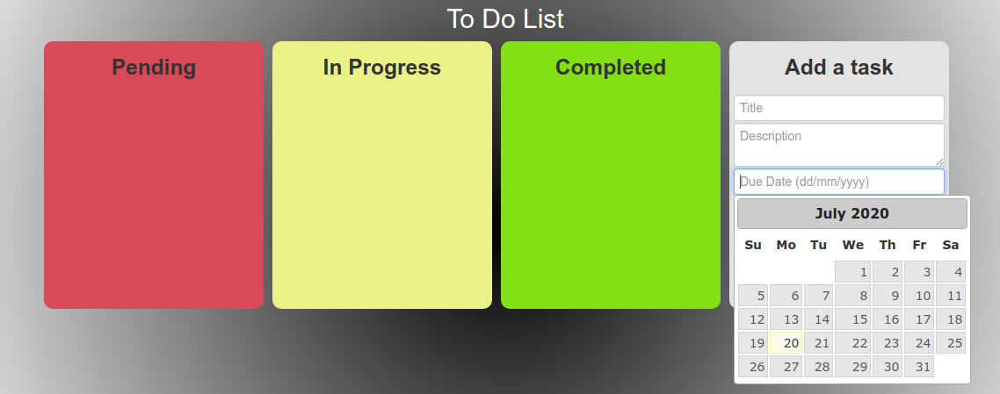 To Do List
Pending
In Progress
Completed
Add a task
Title
Description
Due Date (dd/mm/yyyy)
July 2020
Su Mo Tu We Th Fr Sa
1 2 3 4
5 6 7 8 9 10 11
12 13 14 15 16 17 18
19 20 21 22 23 24 25
26 27 28 29 30 31